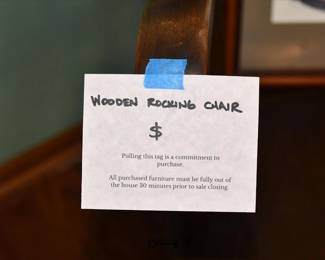 WOODEN ROCKING CHAIR
$
Pulling this tag is a commitment to
purchase.
All purchased furniture must be fully out of
the house 30 minutes prior to sale closing.